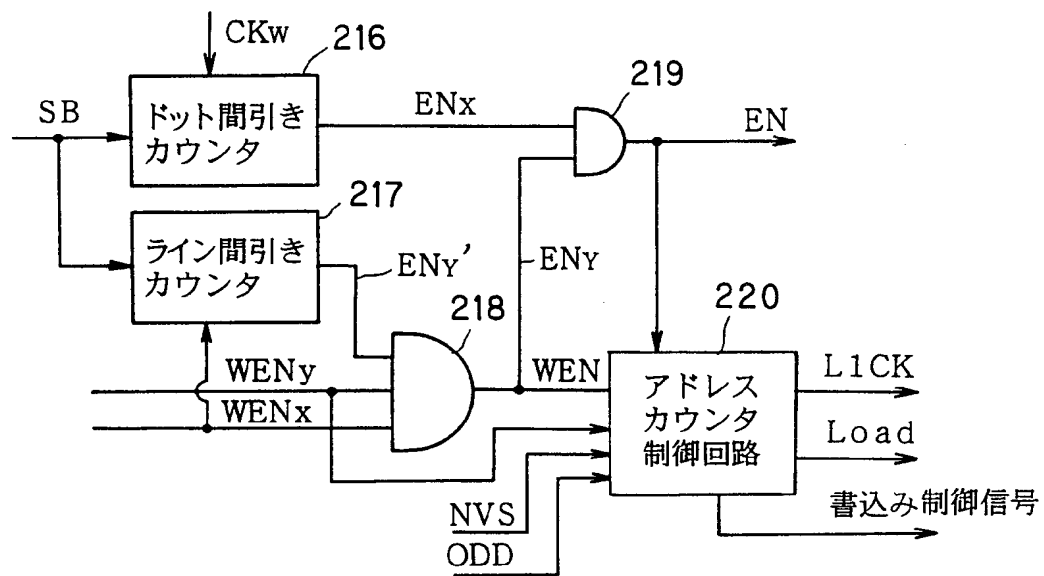 CKw
216
SB
ドット間引き
カウンタ
ENx
219
EN
217
ライン間引き
カウンタ
ENY'
ENY
218
220
WENy
WEN
WENx
アドレス
カウンタ
制御回路
L1CK
Load
NVS
ODD
書込み制御信号